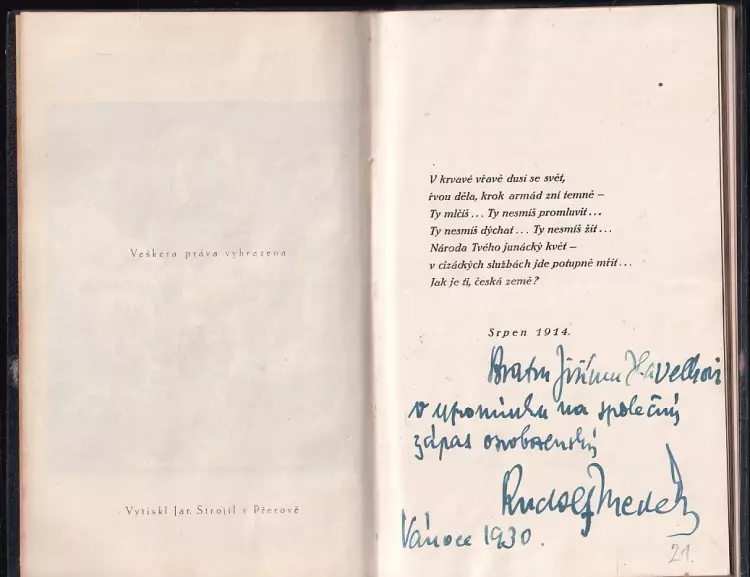 Veškera práva vyhrazena
Vytiskl Jar. Strojil v Přerově
V krvavé vřavě dusi se svět,
řvou děla, krok armád zní temně –
Ty mlčíš... Ty nesmíš promluvit...
Ty nesmíš dýchat... Ty nesmíš žít...
Národa Tvého junácký květ –
v cizáckých službách jde potupně mřít...
Jak je ti, česká země?
Srpen 1914.
Bratru Jiřímu Havelkovi
v upomínku na společný
zápas osvobozenský
Rudolf Medek
Vánoce 1930.
21.